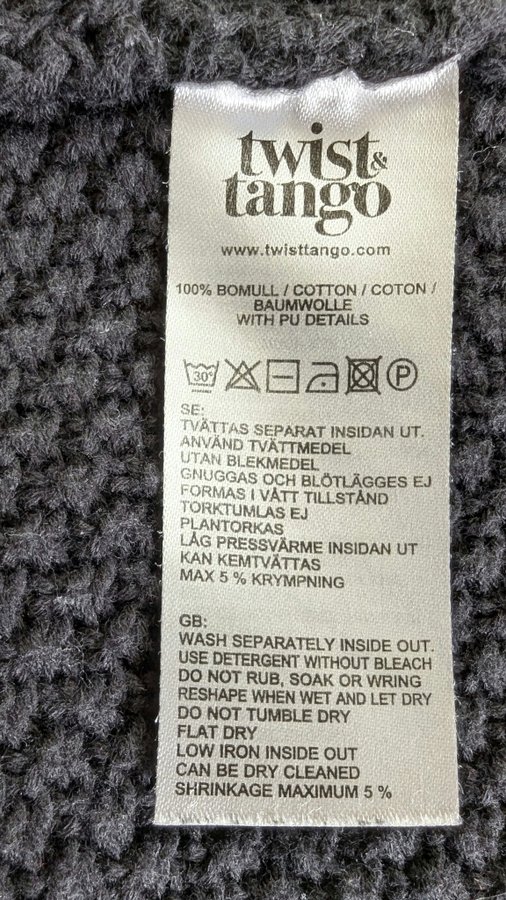 twist&
tango
www.twisttango.com
100% BOMULL / COTTON / COTON /
BAUMWOLLE
WITH PU DETAILS
30° P
SE:
TVÄTTAS SEPARAT INSIDAN UT.
ANVÄND TVÄTTMEDEL
UTAN BLEKMEDEL
GNUGGAS OCH BLÖTLÄGGES EJ
FORMAS I VÅTT TILLSTÅND
TORKTUMLAS EJ
PLANTORKAS
LÅG PRESSVÄRME INSIDAN UT
KAN KEMTVÄTTAS
MAX 5 % KRYMPNING
GB:
WASH SEPARATELY INSIDE OUT.
USE DETERGENT WITHOUT BLEACH
DO NOT RUB, SOAK OR WRING
RESHAPE WHEN WET AND LET DRY
DO NOT TUMBLE DRY
FLAT DRY
LOW IRON INSIDE OUT
CAN BE DRY CLEANED
SHRINKAGE MAXIMUM 5 %